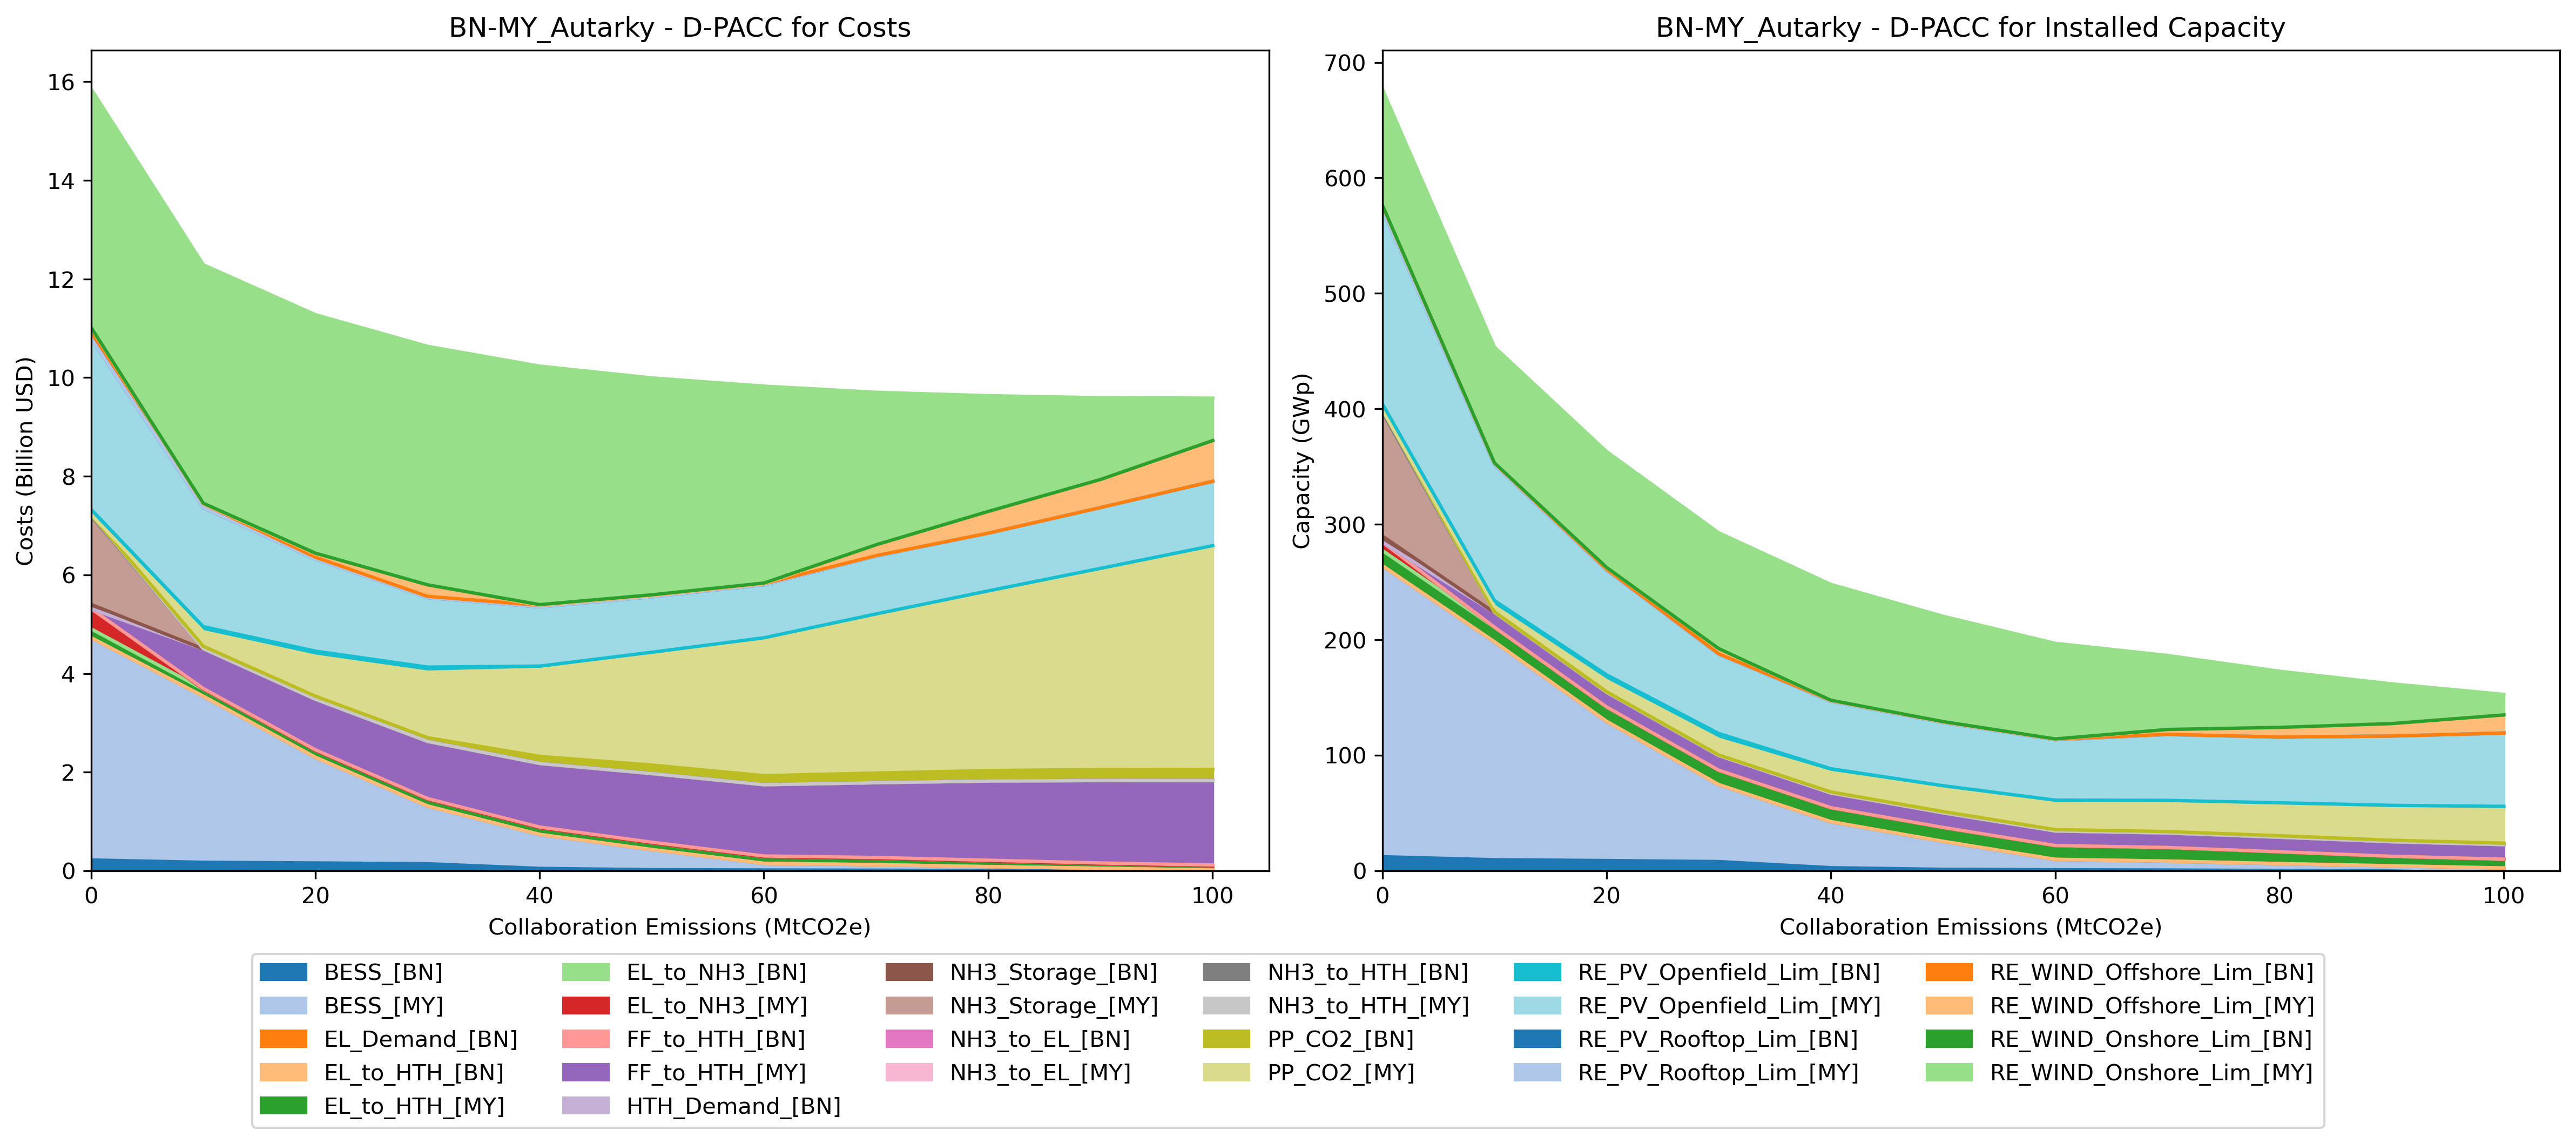 BN-MY_Autarky - D-PACC for Costs
16
14
12
10
8
6
4
2
0
Costs (Billion USD)
0 20 40 60 80 100
Collaboration Emissions (MtCO2e)
BN-MY_Autarky - D-PACC for Installed Capacity
700
600
500
400
300
200
100
0
Capacity (GWp)
0 20 40 60 80 100
Collaboration Emissions (MtCO2e)
BESS_[BN]
BESS_[MY]
EL_Demand_[BN]
EL_to_HTH_[BN]
EL_to_HTH_[MY]
EL_to_NH3_[BN]
EL_to_NH3_[MY]
FF_to_HTH_[BN]
FF_to_HTH_[MY]
HTH_Demand_[BN]
NH3_Storage_[BN]
NH3_Storage_[MY]
NH3_to_EL_[BN]
NH3_to_EL_[MY]
NH3_to_HTH_[BN]
NH3_to_HTH_[MY]
PP_CO2_[BN]
PP_CO2_[MY]
RE_PV_Openfield_Lim_[BN]
RE_PV_Openfield_Lim_[MY]
RE_PV_Rooftop_Lim_[BN]
RE_PV_Rooftop_Lim_[MY]
RE_WIND_Offshore_Lim_[BN]
RE_WIND_Offshore_Lim_[MY]
RE_WIND_Onshore_Lim_[BN]
RE_WIND_Onshore_Lim_[MY]